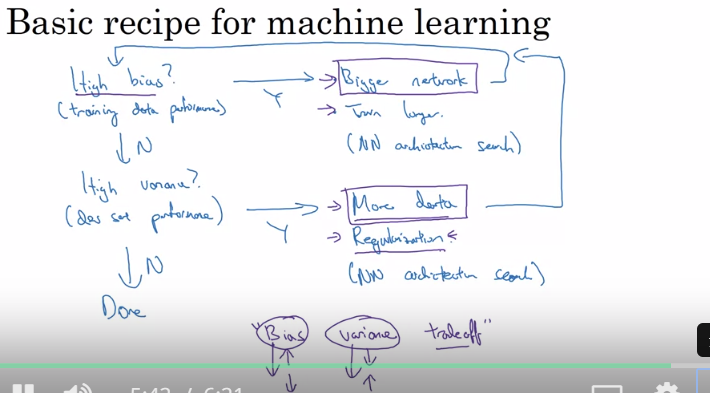 Basic recipe for machine learning
High bias?
(training data performance)
Y
Bigger network
Train longer.
(NN architecture search)
N
High variance?
(dev set performance)
Y
More data
Regularization
(NN architecture search)
N
Done
"Bias variance tradeoff"
5:42 / 6:21